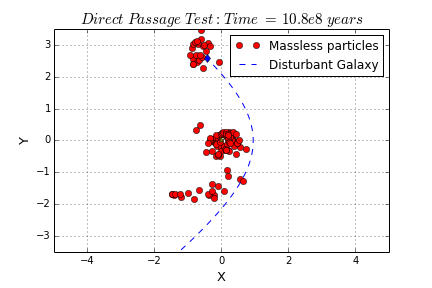 Direct Passage Test: Time = 10.8e8 years
Massless particles
Disturbant Galaxy
Y
3
2
1
0
−1
−2
−3
−4 −2 0 2 4
X